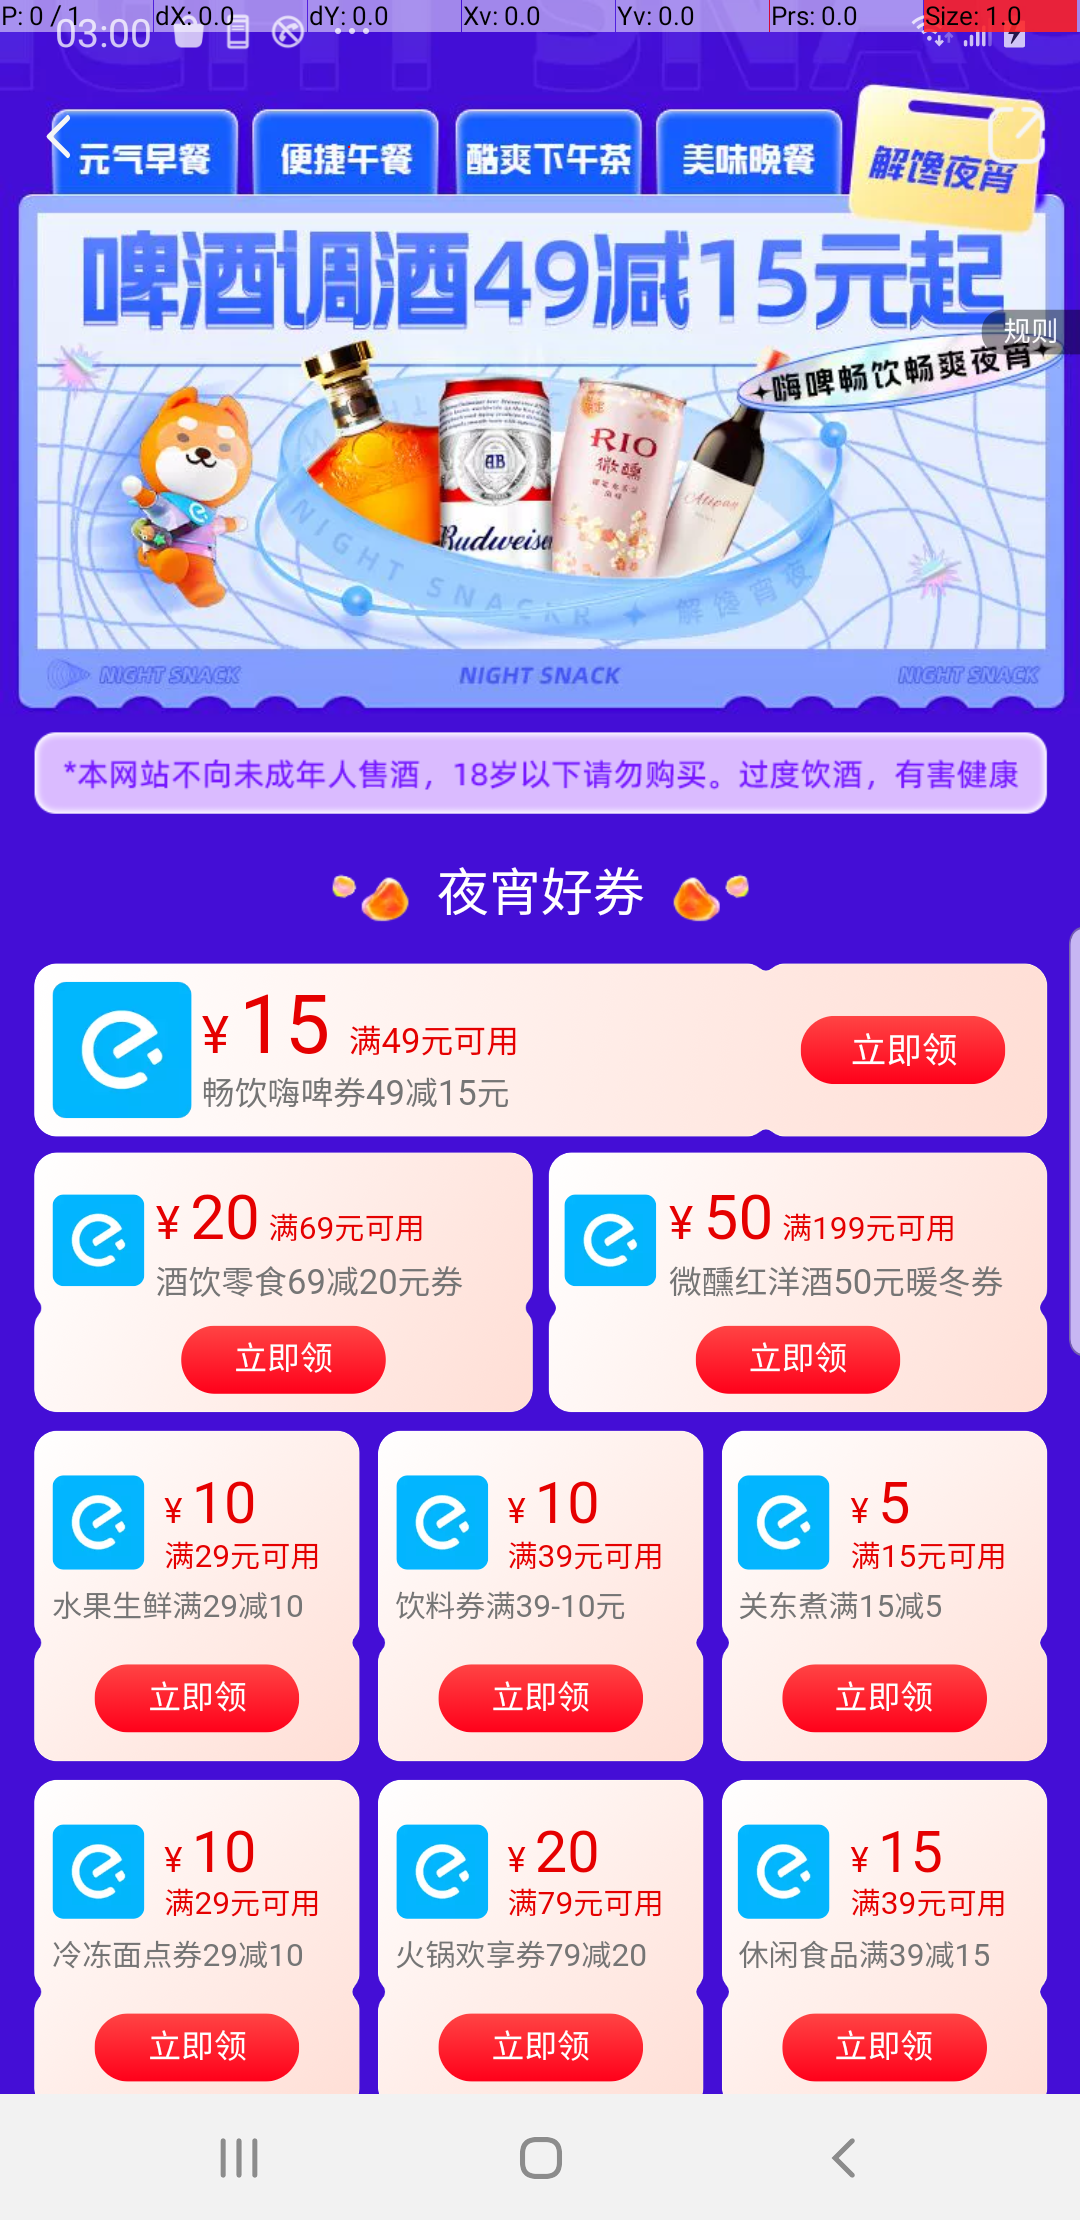 P: 0 / 1 dX: 0.0 dY: 0.0 Xv: 0.0 Yv: 0.0 Prs: 0.0 Size: 1.0
03:00
元气早餐 便捷午餐 酷爽下午茶 美味晚餐 解馋夜宵
啤酒调酒49减15元起
规则
嗨啤畅饮畅爽夜宵
AB
Budweiser
RIO
微醺
NIGHT SNACKR 解馋宵夜
NIGHT SNACK NIGHT SNACK NIGHT SNACK
*本网站不向未成年人售酒，18岁以下请勿购买。过度饮酒，有害健康
夜宵好券
¥ 15 满49元可用
畅饮嗨啤券49减15元
立即领
¥ 20 满69元可用
酒饮零食69减20元券
立即领
¥ 50 满199元可用
微醺红洋酒50元暖冬券
立即领
¥ 10
满29元可用
水果生鲜满29减10
立即领
¥ 10
满39元可用
饮料券满39-10元
立即领
¥ 5
满15元可用
关东煮满15减5
立即领
¥ 10
满29元可用
冷冻面点券29减10
立即领
¥ 20
满79元可用
火锅欢享券79减20
立即领
¥ 15
满39元可用
休闲食品满39减15
立即领